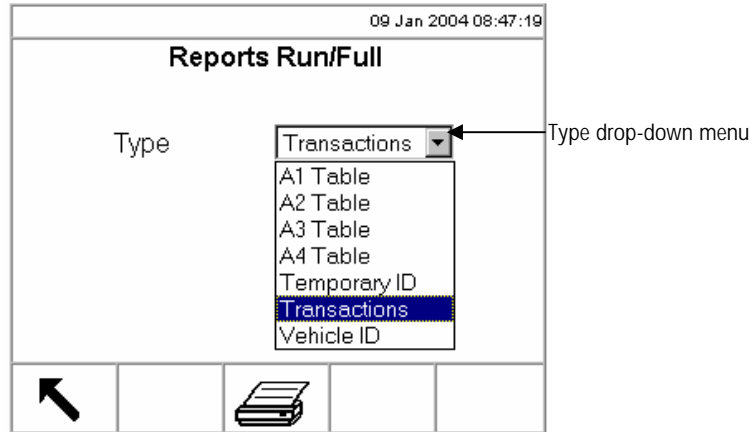 09 Jan 2004 08:47:19
Reports Run/Full
Type
Transactions
Type drop-down menu
A1 Table
A2 Table
A3 Table
A4 Table
Temporary ID
Transactions
Vehicle ID